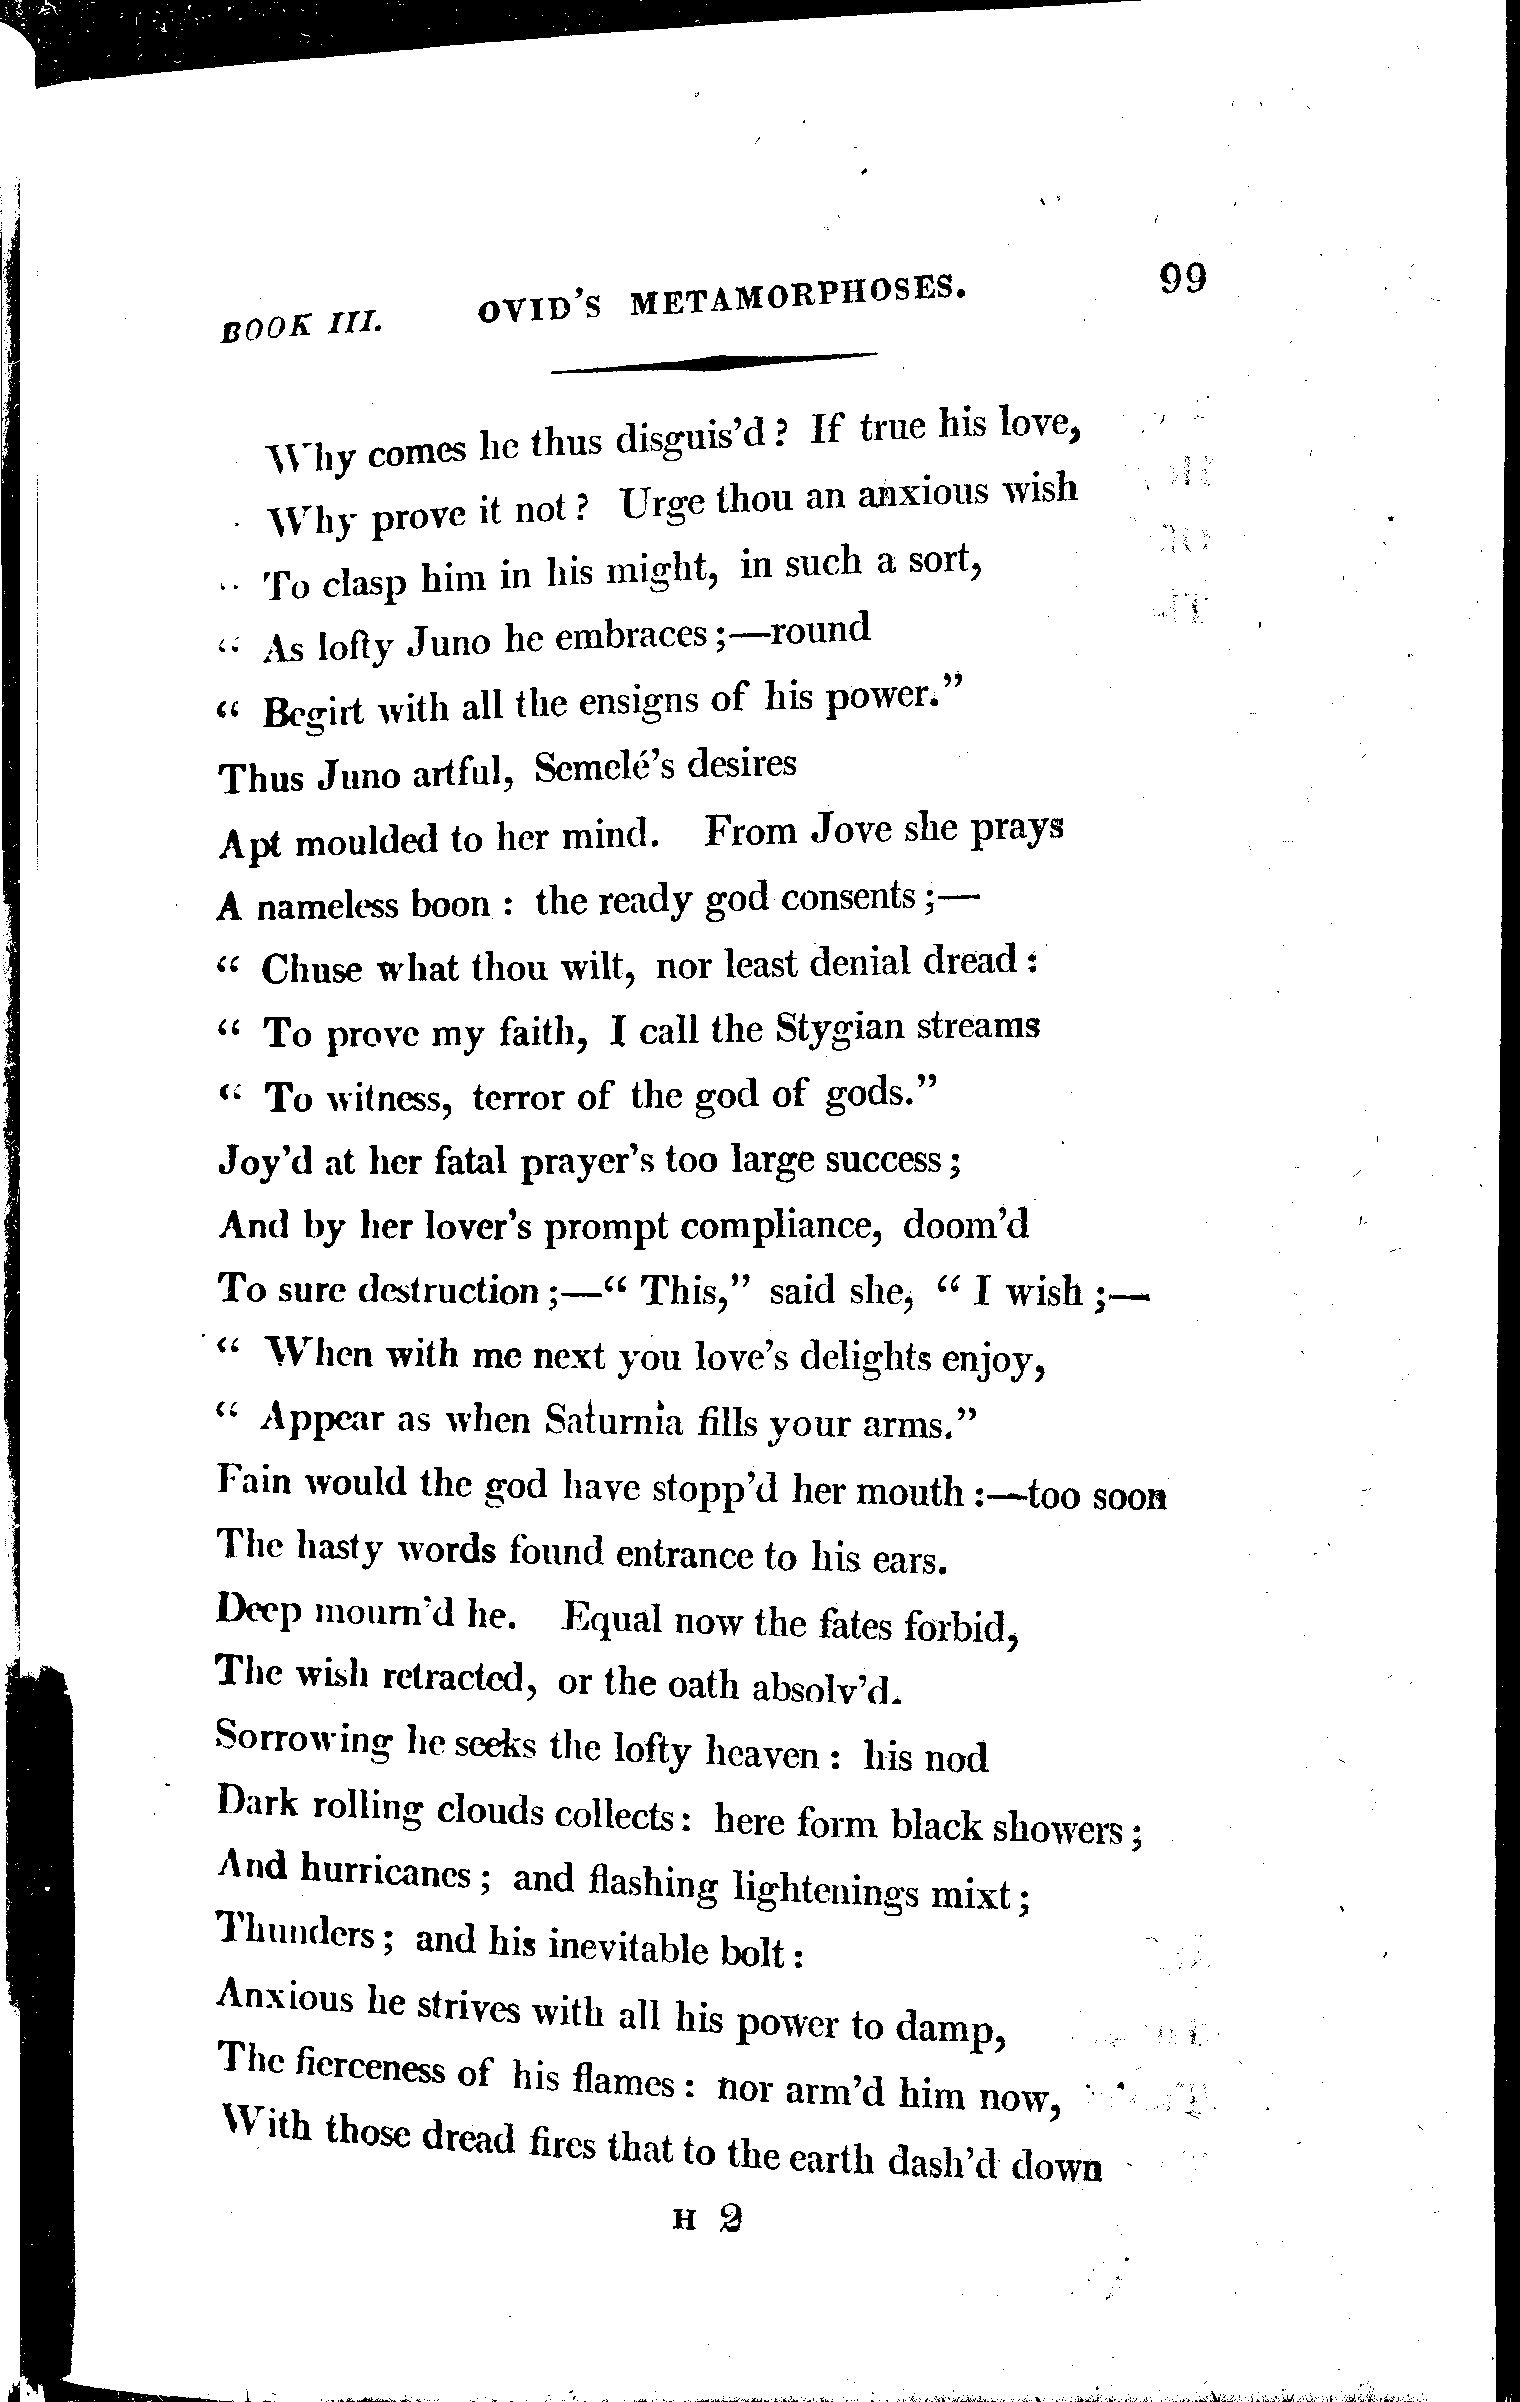 BOOK III. OVID'S METAMORPHOSES. 99
Why comes he thus disguis'd? If true his love,
Why prove it not? Urge thou an anxious wish
To clasp him in his might, in such a sort,
“ As lofty Juno he embraces;—round
“ Begirt with all the ensigns of his power.”
Thus Juno artful, Semelé's desires
Apt moulded to her mind. From Jove she prays
A nameless boon: the ready god consents;—
“ Chuse what thou wilt, nor least denial dread:
“ To prove my faith, I call the Stygian streams
“ To witness, terror of the god of gods.”
Joy'd at her fatal prayer's too large success;
And by her lover's prompt compliance, doom'd
To sure destruction;—“ This,” said she, “ I wish;—
“ When with me next you love's delights enjoy,
“ Appear as when Saturnia fills your arms.”
Fain would the god have stopp'd her mouth:—too soon
The hasty words found entrance to his ears.
Deep mourn'd he. Equal now the fates forbid,
The wish retracted, or the oath absolv'd.
Sorrowing he seeks the lofty heaven: his nod
Dark rolling clouds collects: here form black showers;
And hurricanes; and flashing lightenings mixt;
Thunders; and his inevitable bolt:
Anxious he strives with all his power to damp,
The fierceness of his flames: nor arm'd him now,
With those dread fires that to the earth dash'd down
H 2